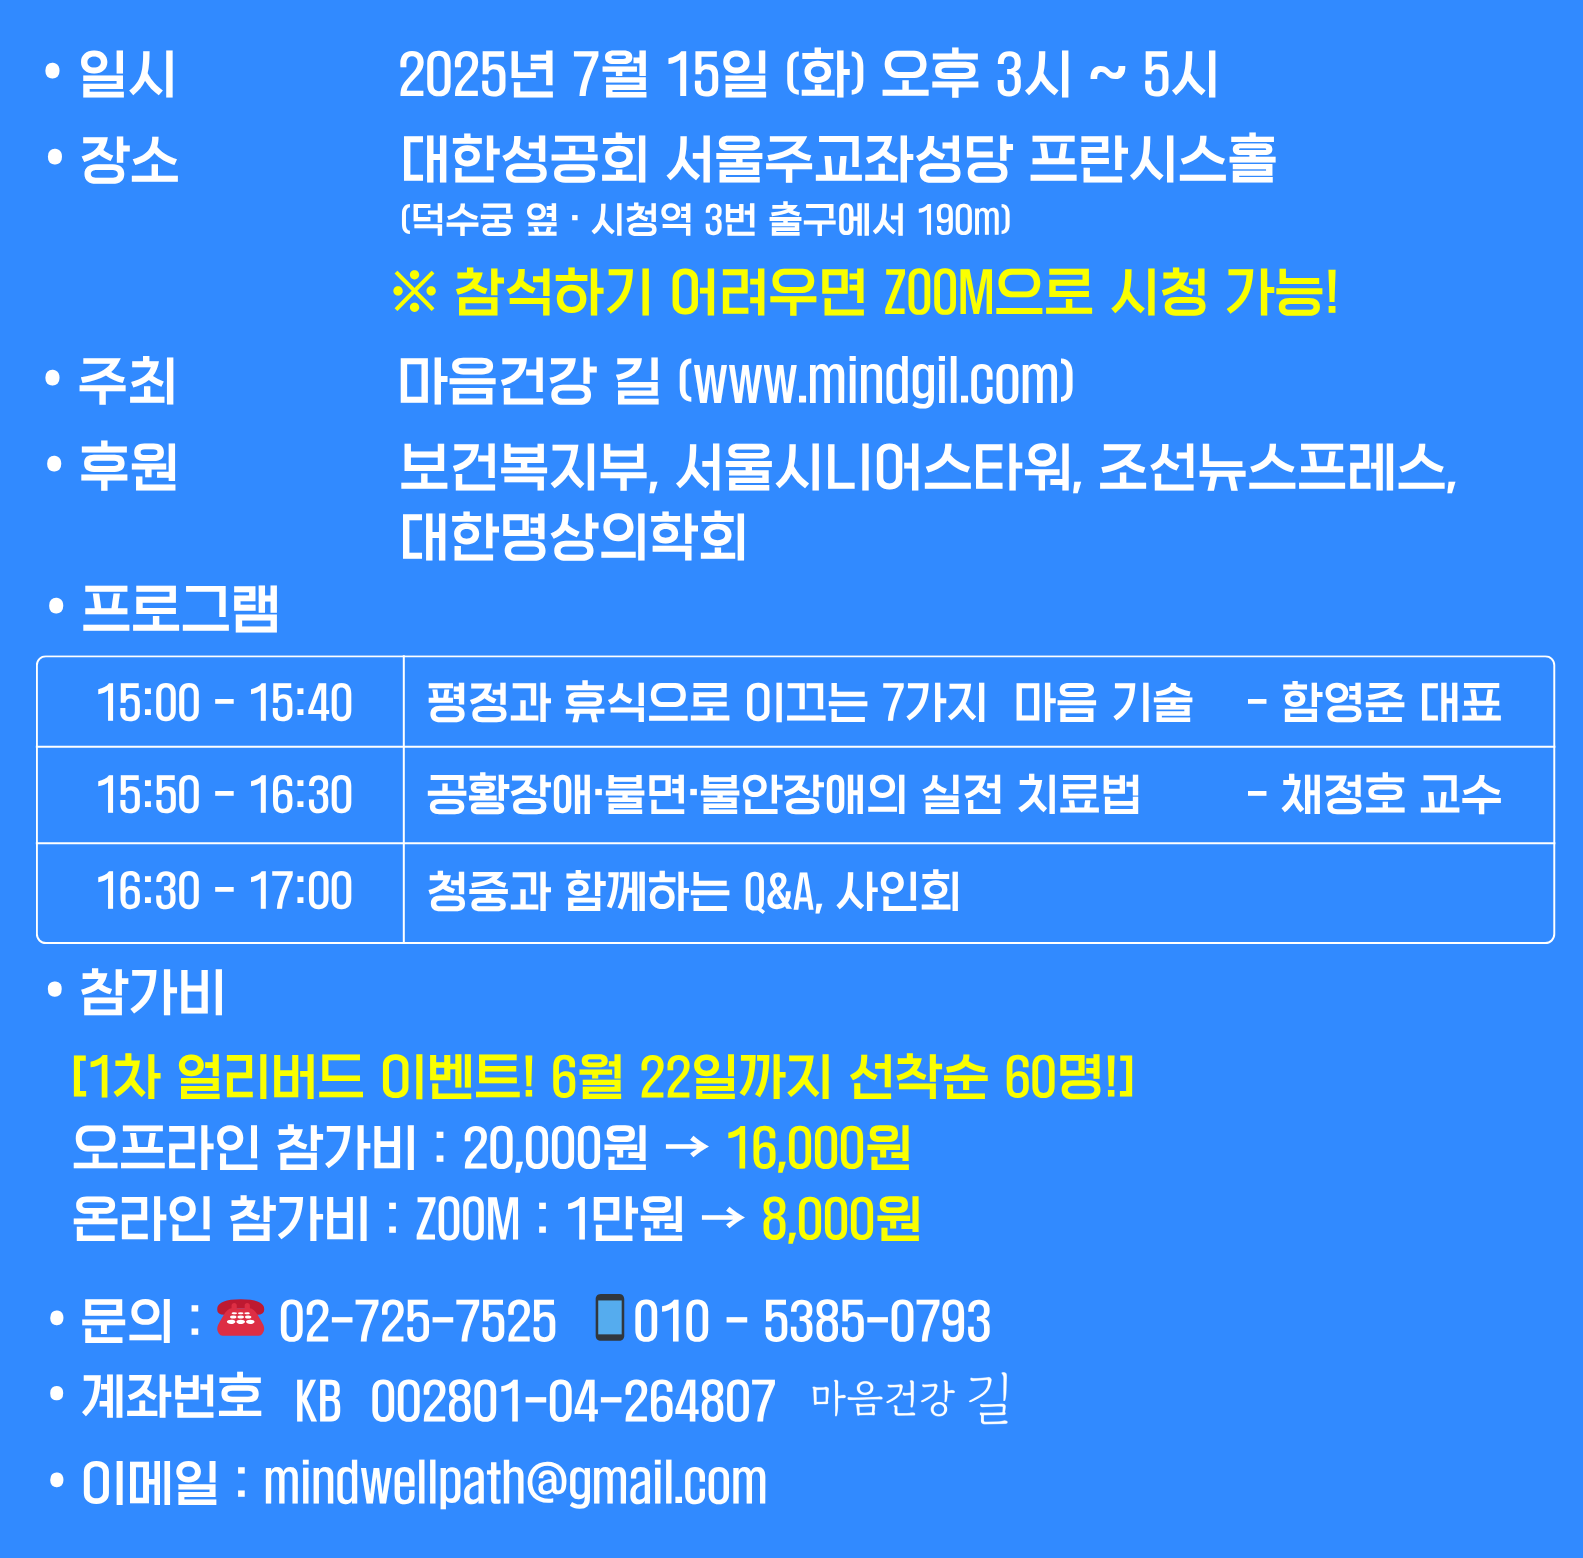 • 일시 2025년 7월 15일 (화) 오후 3시 ~ 5시
• 장소 대한성공회 서울주교좌성당 프란시스홀
(덕수궁 옆 · 시청역 3번 출구에서 190m)
※ 참석하기 어려우면 ZOOM으로 시청 가능!
• 주최 마음건강 길 (www.mindgil.com)
• 후원 보건복지부, 서울시니어스타워, 조선뉴스프레스,
대한명상의학회
• 프로그램
15:00 - 15:40 평정과 휴식으로 이끄는 7가지 마음 기술 - 함영준 대표
15:50 - 16:30 공황장애·불면·불안장애의 실전 치료법 - 채정호 교수
16:30 - 17:00 청중과 함께하는 Q&A, 사인회
• 참가비
[1차 얼리버드 이벤트! 6월 22일까지 선착순 60명!]
오프라인 참가비 : 20,000원 → 16,000원
온라인 참가비 : ZOOM : 1만원 → 8,000원
• 문의 : ☎ 02-725-7525 📱010 - 5385-0793
• 계좌번호 KB 002801-04-264807 마음건강 길
• 이메일 : mindwellpath@gmail.com